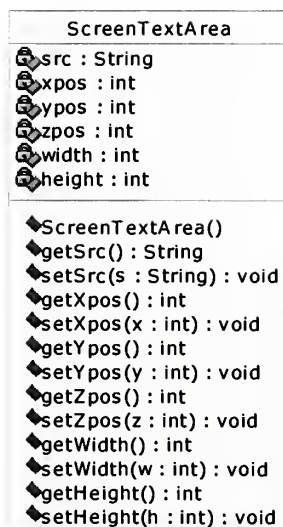 ScreenTextArea
src : String
xpos : int
ypos : int
zpos : int
width : int
height : int
ScreenTextArea()
getSrc() : String
setSrc(s : String) : void
getXpos() : int
setXpos(x : int) : void
getYpos() : int
setYpos(y : int) : void
getZpos() : int
setZpos(z : int) : void
getWidth() : int
setWidth(w : int) : void
getHeight() : int
setHeight(h : int) : void